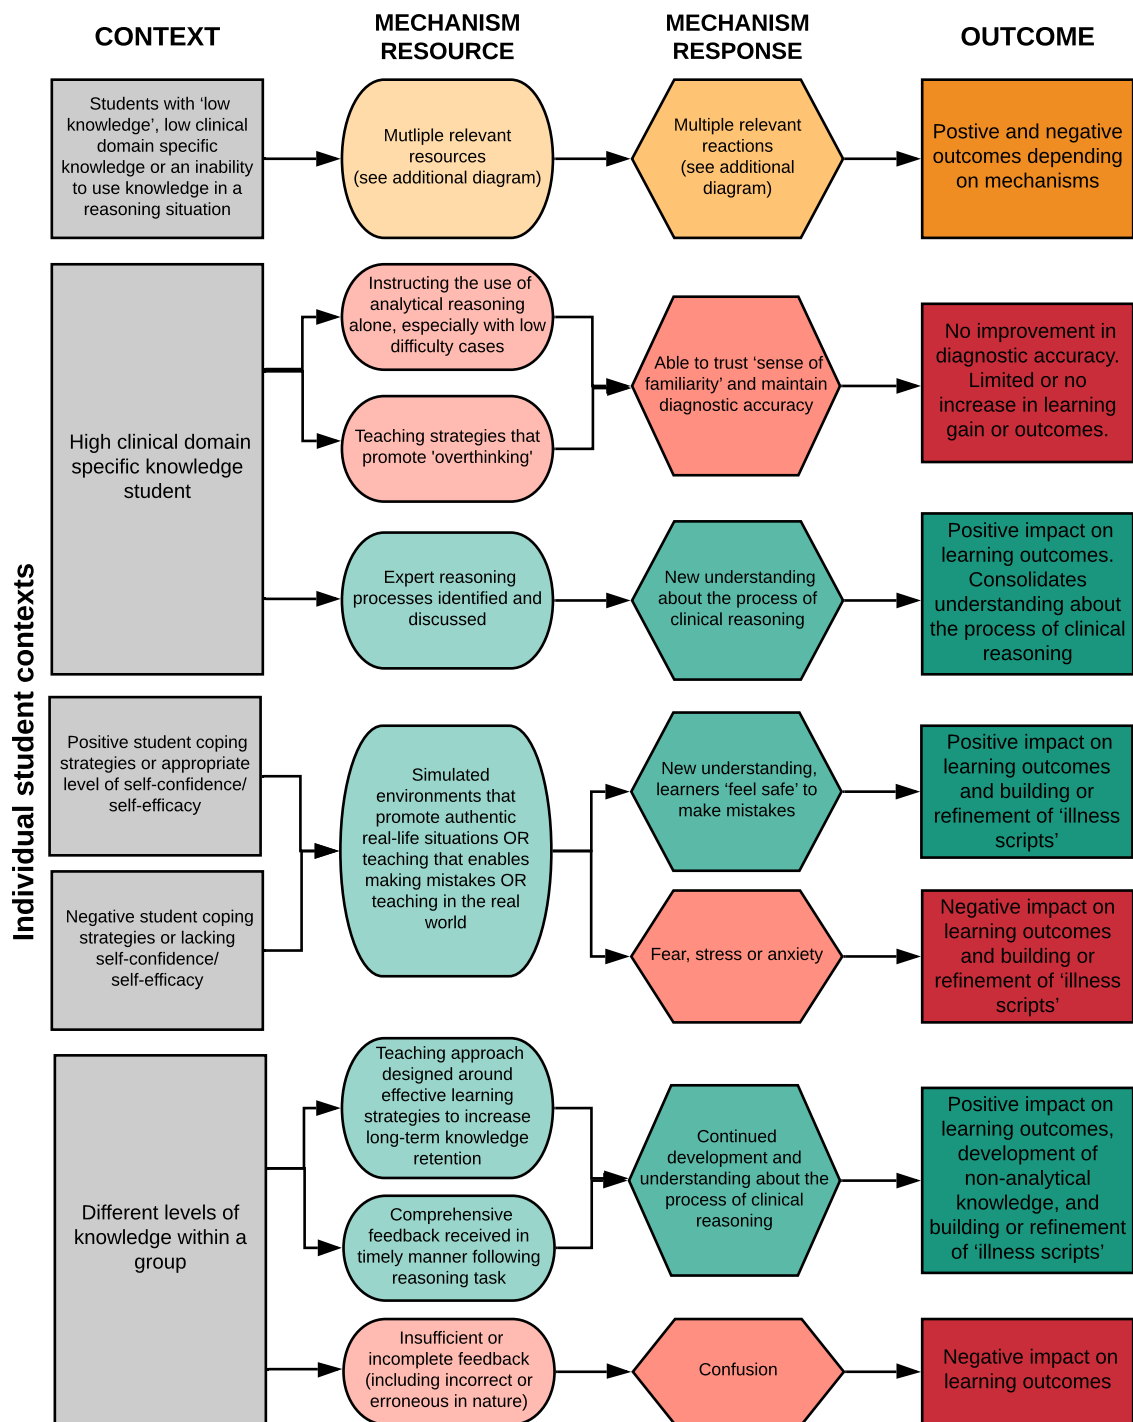 CONTEXT
MECHANISM
RESOURCE
MECHANISM
RESPONSE
OUTCOME
Individual student contexts
Students with ‘low
knowledge’, low clinical
domain specific
knowledge or an inability
to use knowledge in a
reasoning situation
Mutliple relevant
resources
(see additional diagram)
Multiple relevant
reactions
(see additional
diagram)
Postive and negative
outcomes depending
on mechanisms
High clinical domain
specific knowledge
student
Instructing the use of
analytical reasoning
alone, especially with low
difficulty cases
Teaching strategies that
promote 'overthinking'
Able to trust ‘sense of
familiarity’ and maintain
diagnostic accuracy
No improvement in
diagnostic accuracy.
Limited or no
increase in learning
gain or outcomes.
Expert reasoning
processes identified and
discussed
New understanding
about the process of
clinical reasoning
Positive impact on
learning outcomes.
Consolidates
understanding about
the process of clinical
reasoning
Positive student coping
strategies or appropriate
level of self-confidence/
self-efficacy
Negative student coping
strategies or lacking
self-confidence/
self-efficacy
Simulated
environments that
promote authentic
real-life situations OR
teaching that enables
making mistakes OR
teaching in the real
world
New understanding,
learners ‘feel safe’ to
make mistakes
Positive impact on
learning outcomes
and building or
refinement of ‘illness
scripts’
Fear, stress or anxiety
Negative impact on
learning outcomes
and building or
refinement of ‘illness
scripts’
Different levels of
knowledge within a
group
Teaching approach
designed around
effective learning
strategies to increase
long-term knowledge
retention
Comprehensive
feedback received in
timely manner following
reasoning task
Continued
development and
understanding about the
process of clinical
reasoning
Positive impact on
learning outcomes,
development of
non-analytical
knowledge, and
building or refinement
of ‘illness scripts’
Insufficient or
incomplete feedback
(including incorrect or
erroneous in nature)
Confusion
Negative impact on
learning outcomes